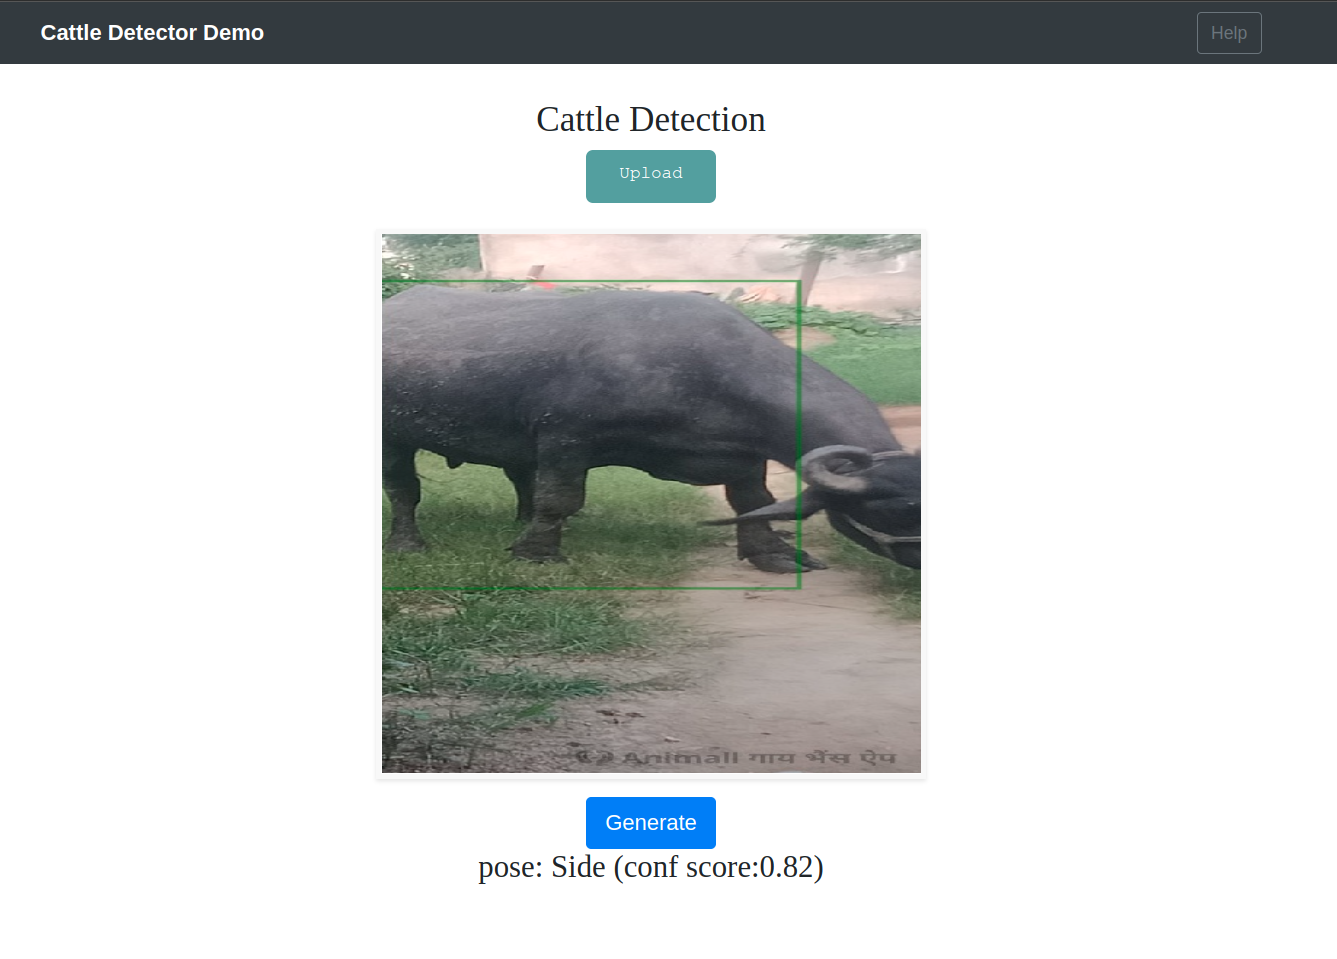 Cattle Detector Demo
Help
Cattle Detection
Upload
Animall गाय भैंस ऐप
Generate
pose: Side (conf score:0.82)